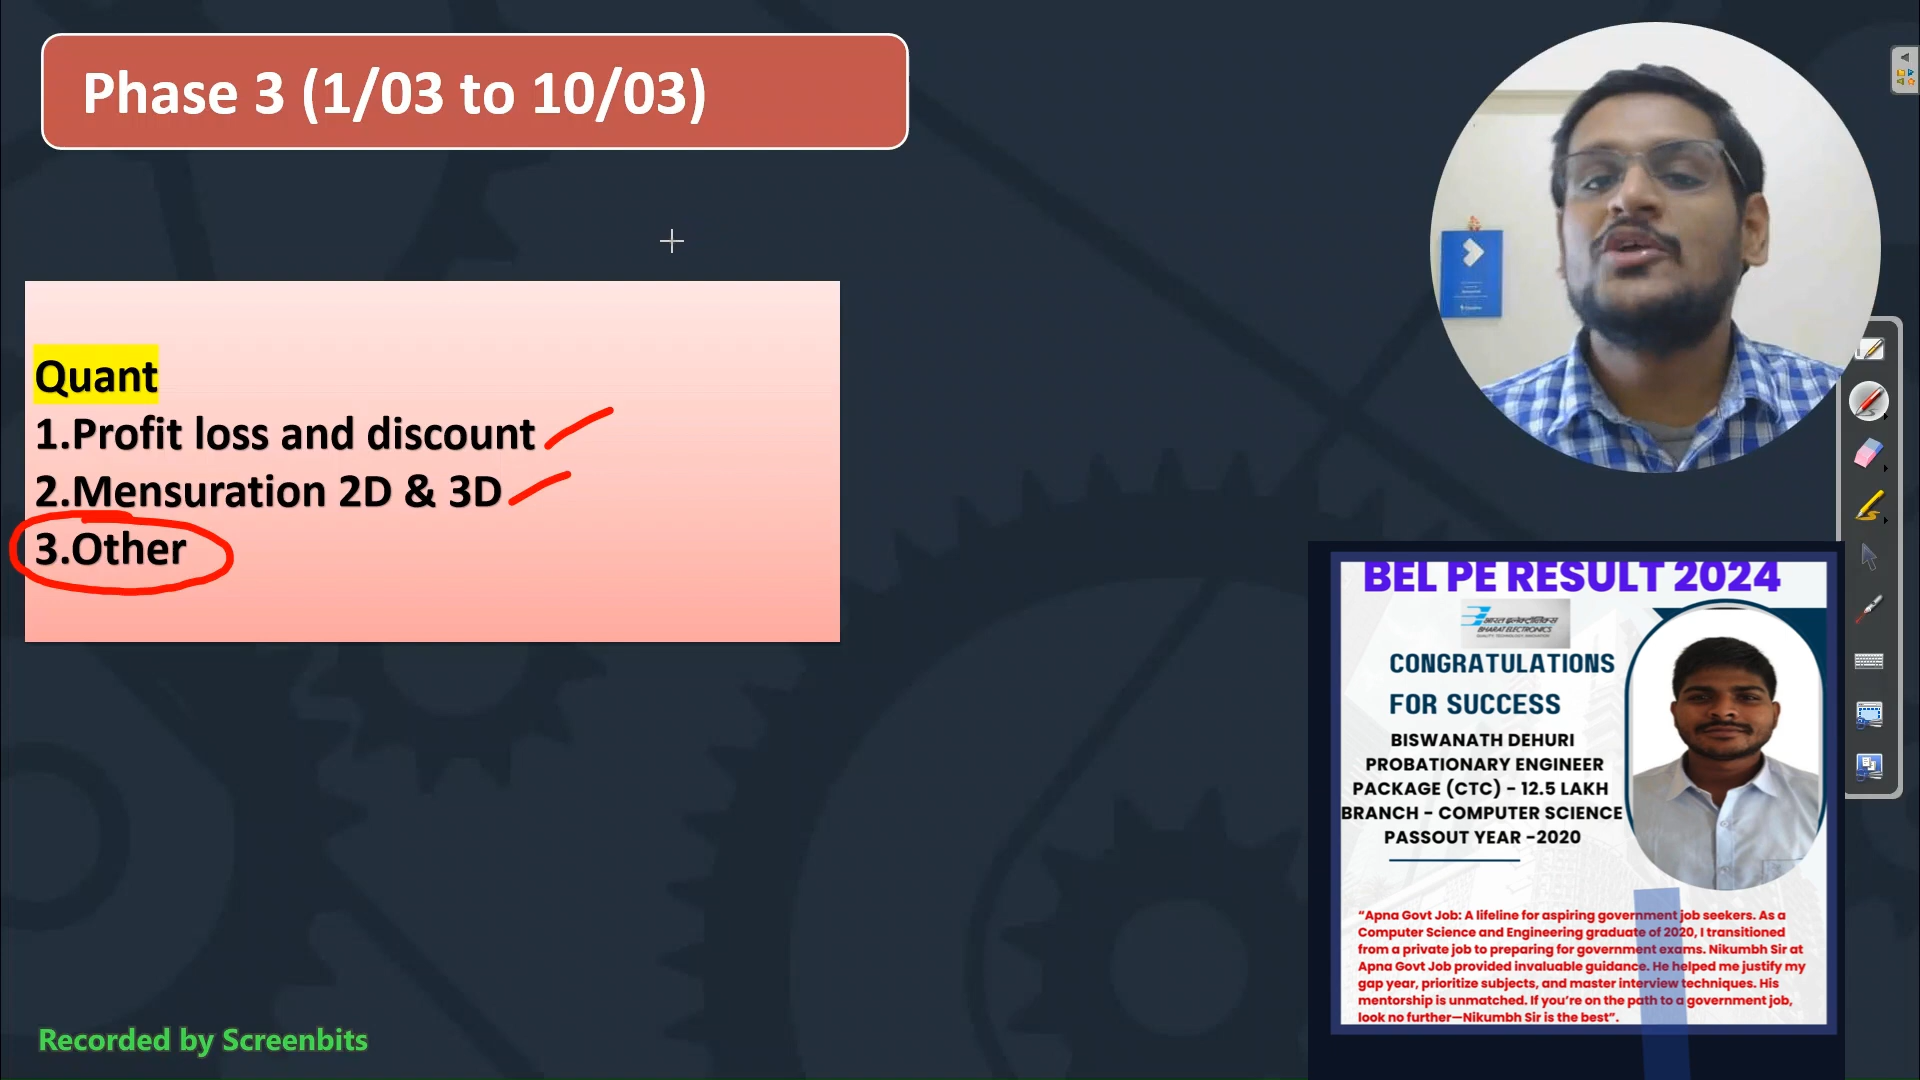 Phase 3 (1/03 to 10/03)
Quant
1.Profit loss and discount
2.Mensuration 2D & 3D
3.Other
BEL PE RESULT 2024
भारत इलेक्ट्रॉनिक्स
BHARAT ELECTRONICS
CONGRATULATIONS
FOR SUCCESS
BISWANATH DEHURI
PROBATIONARY ENGINEER
PACKAGE (CTC) - 12.5 LAKH
BRANCH - COMPUTER SCIENCE
PASSOUT YEAR -2020
“Apna Govt Job: A lifeline for aspiring government job seekers. As a
Computer Science and Engineering graduate of 2020, I transitioned
from a private job to preparing for government exams. Nikumbh Sir at
Apna Govt Job provided invaluable guidance. He helped me justify my
gap year, prioritize subjects, and master interview techniques. His
mentorship is unmatched. If you’re on the path to a government job,
look no further—Nikumbh Sir is the best”.
Recorded by Screenbits